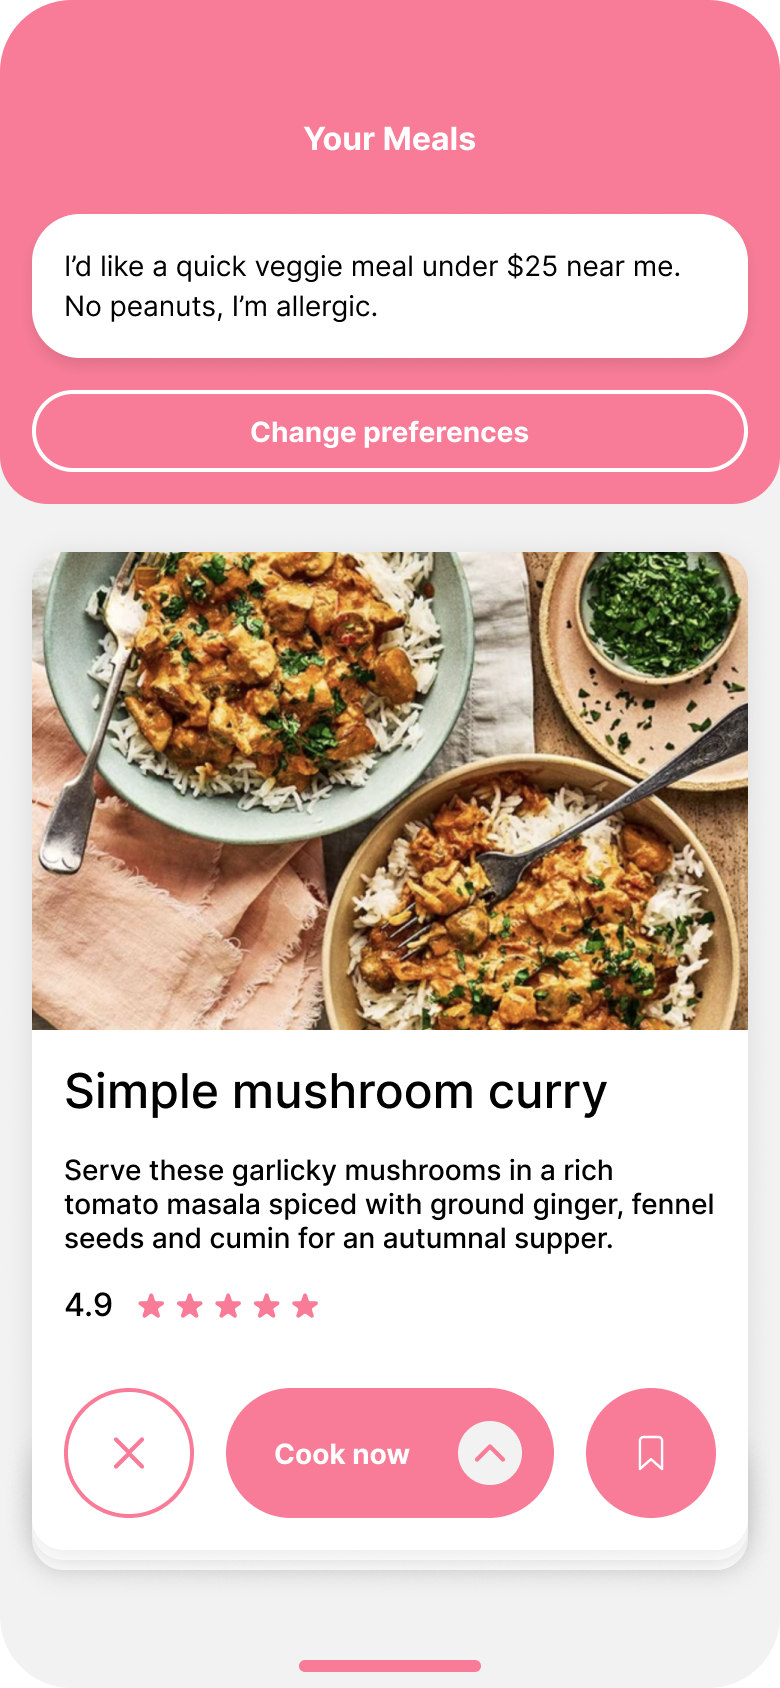 Your Meals
I’d like a quick veggie meal under $25 near me.
No peanuts, I’m allergic.
Change preferences
Simple mushroom curry
Serve these garlicky mushrooms in a rich
tomato masala spiced with ground ginger, fennel
seeds and cumin for an autumnal supper.
4.9
Cook now